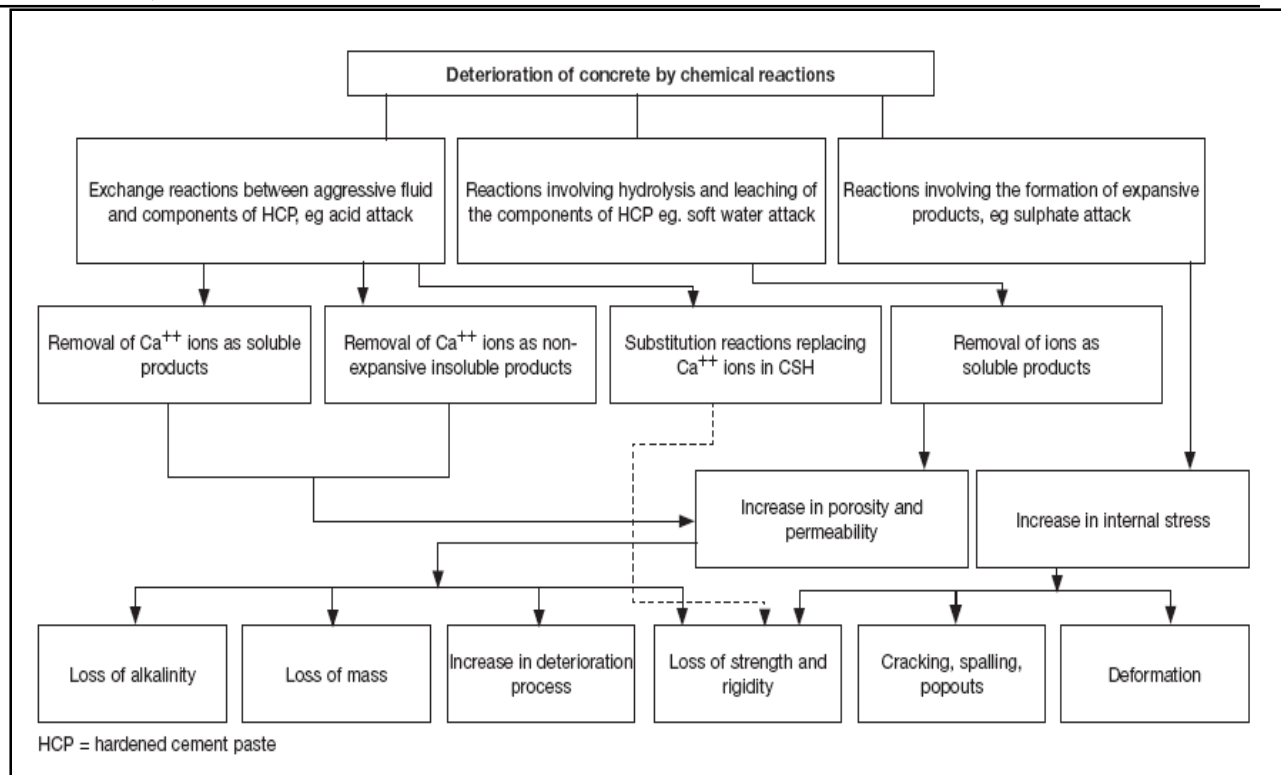 Deterioration of concrete by chemical reactions
Exchange reactions between aggressive fluid
and components of HCP, eg acid attack
Reactions involving hydrolysis and leaching of
the components of HCP eg. soft water attack
Reactions involving the formation of expansive
products, eg sulphate attack
Removal of Ca++ ions as soluble
products
Removal of Ca++ ions as non-
expansive insoluble products
Substitution reactions replacing
Ca++ ions in CSH
Removal of ions as
soluble products
Increase in porosity and
permeability
Increase in internal stress
Loss of alkalinity
Loss of mass
Increase in deterioration
process
Loss of strength and
rigidity
Cracking, spalling,
popouts
Deformation
HCP = hardened cement paste